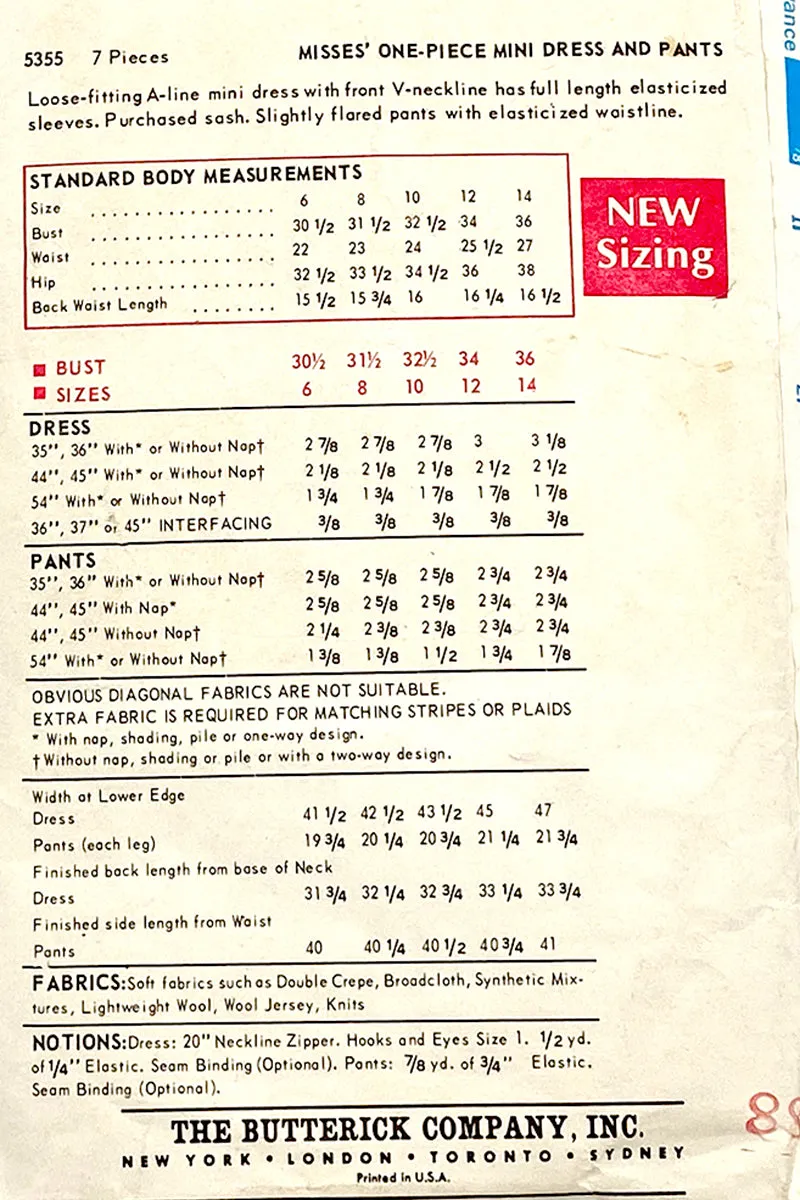 5355 7 Pieces MISSES' ONE-PIECE MINI DRESS AND PANTS
Loose-fitting A-line mini dress with front V-neckline has full length elasticized
sleeves. Purchased sash. Slightly flared pants with elasticized waistline.
STANDARD BODY MEASUREMENTS
Size ................. 6 8 10 12 14
Bust ................. 30 1/2 31 1/2 32 1/2 34 36
Waist ................. 22 23 24 25 1/2 27
Hip ................. 32 1/2 33 1/2 34 1/2 36 38
Back Waist Length ........ 15 1/2 15 3/4 16 16 1/4 16 1/2
NEW
Sizing
BUST 30½ 31½ 32½ 34 36
SIZES 6 8 10 12 14
DRESS
35", 36" With* or Without Nap† 2 7/8 2 7/8 2 7/8 3 3 1/8
44", 45" With* or Without Nap† 2 1/8 2 1/8 2 1/8 2 1/2 2 1/2
54" With* or Without Nap† 1 3/4 1 3/4 1 7/8 1 7/8 1 7/8
36", 37" or 45" INTERFACING 3/8 3/8 3/8 3/8 3/8
PANTS
35", 36" With* or Without Nap† 2 5/8 2 5/8 2 5/8 2 3/4 2 3/4
44", 45" With Nap* 2 5/8 2 5/8 2 5/8 2 3/4 2 3/4
44", 45" Without Nap† 2 1/4 2 3/8 2 3/8 2 3/4 2 3/4
54" With* or Without Nap† 1 3/8 1 3/8 1 1/2 1 3/4 1 7/8
OBVIOUS DIAGONAL FABRICS ARE NOT SUITABLE.
EXTRA FABRIC IS REQUIRED FOR MATCHING STRIPES OR PLAIDS
* With nap, shading, pile or one-way design.
† Without nap, shading or pile or with a two-way design.
Width at Lower Edge
Dress 41 1/2 42 1/2 43 1/2 45 47
Pants (each leg) 19 3/4 20 1/4 20 3/4 21 1/4 21 3/4
Finished back length from base of Neck
Dress 31 3/4 32 1/4 32 3/4 33 1/4 33 3/4
Finished side length from Waist
Pants 40 40 1/4 40 1/2 40 3/4 41
FABRICS: Soft fabrics such as Double Crepe, Broadcloth, Synthetic Mix-
tures, Lightweight Wool, Wool Jersey, Knits
NOTIONS: Dress: 20" Neckline Zipper. Hooks and Eyes Size 1. 1/2 yd.
of 1/4" Elastic. Seam Binding (Optional). Pants: 7/8 yd. of 3/4" Elastic.
Seam Binding (Optional).
THE BUTTERICK COMPANY, INC.
NEW YORK • LONDON • TORONTO • SYDNEY
Printed in U.S.A.